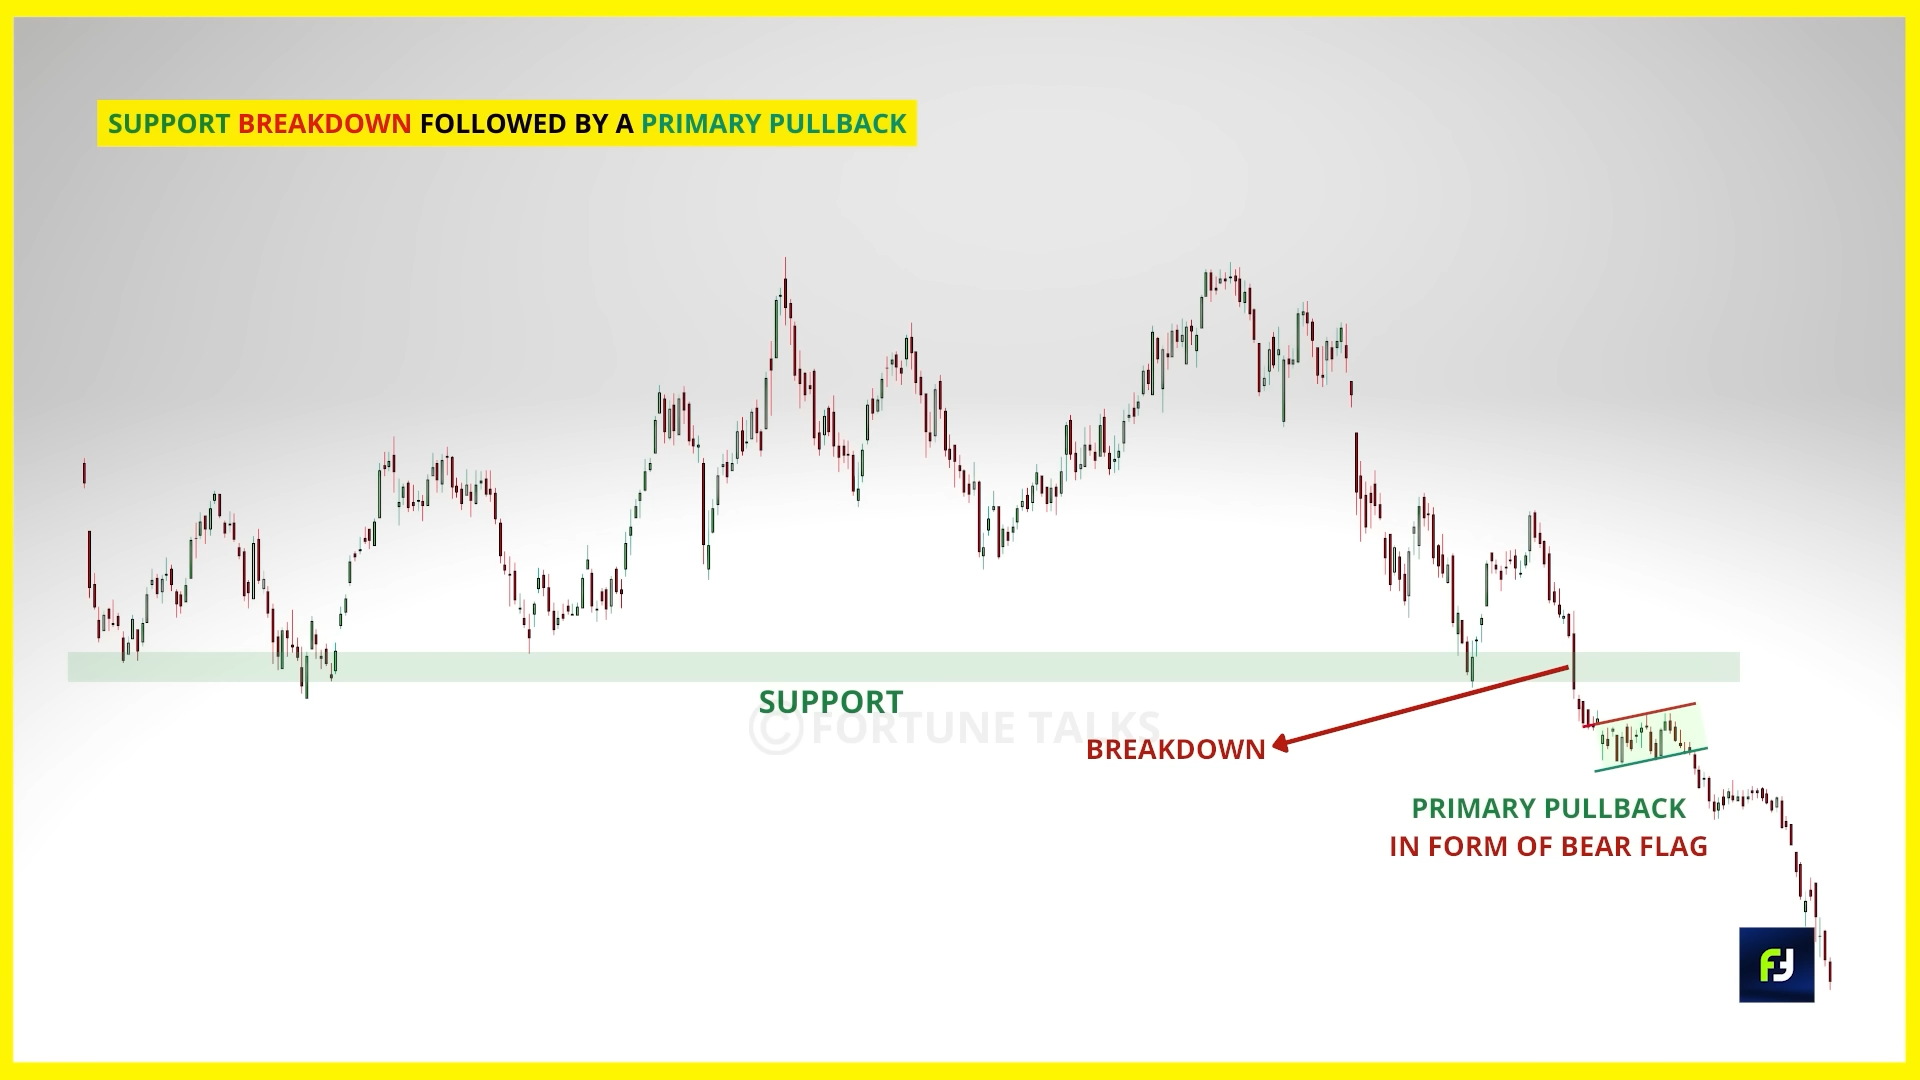 SUPPORT BREAKDOWN FOLLOWED BY A PRIMARY PULLBACK
SUPPORT
© FORTUNE TALKS
BREAKDOWN
PRIMARY PULLBACK
IN FORM OF BEAR FLAG